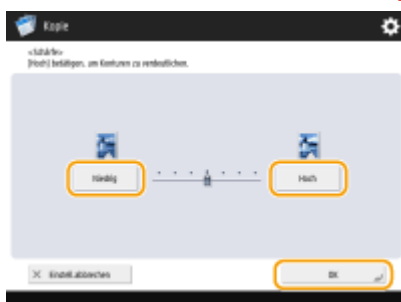 Kopie
<Schärfe>
[Hoch] betätigen, um Konturen zu verdeutlichen.
Niedrig
Hoch
Einstell.abbrechen
OK